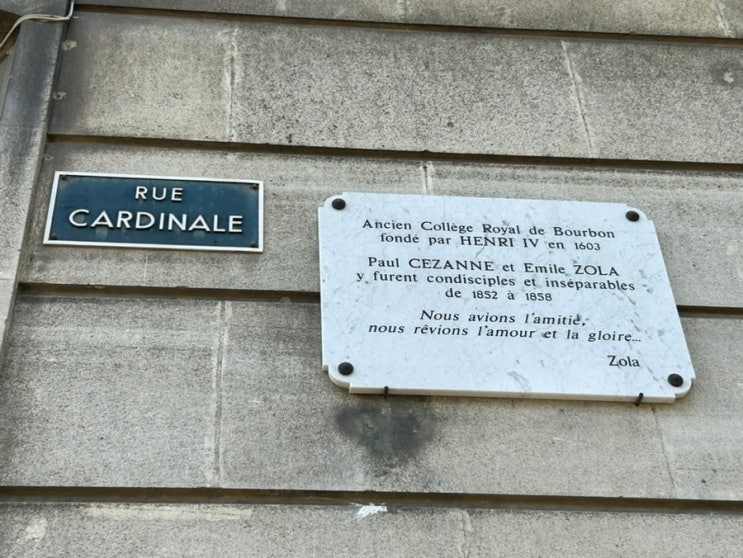 RUE
CARDINALE
Ancien Collège Royal de Bourbon
fondé par HENRI IV en 1603
Paul CEZANNE et Emile ZOLA
y furent condisciples et inséparables
de 1852 à 1858
Nous avions l'amitié,
nous rêvions l'amour et la gloire...
Zola